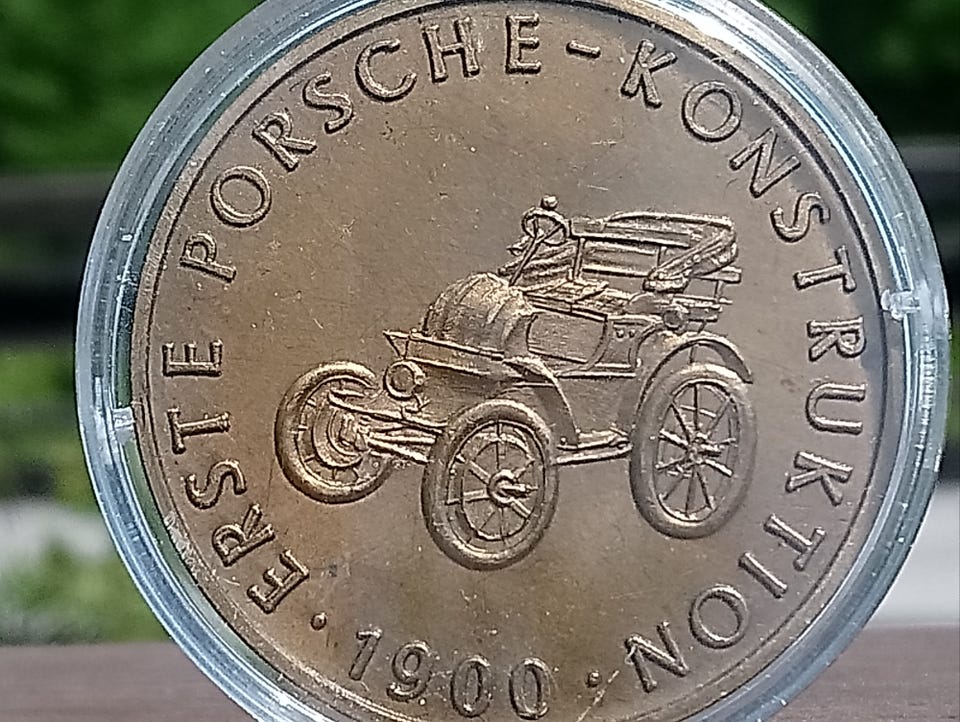 ERSTE PORSCHE-KONSTRUKTION
· 1900 ·